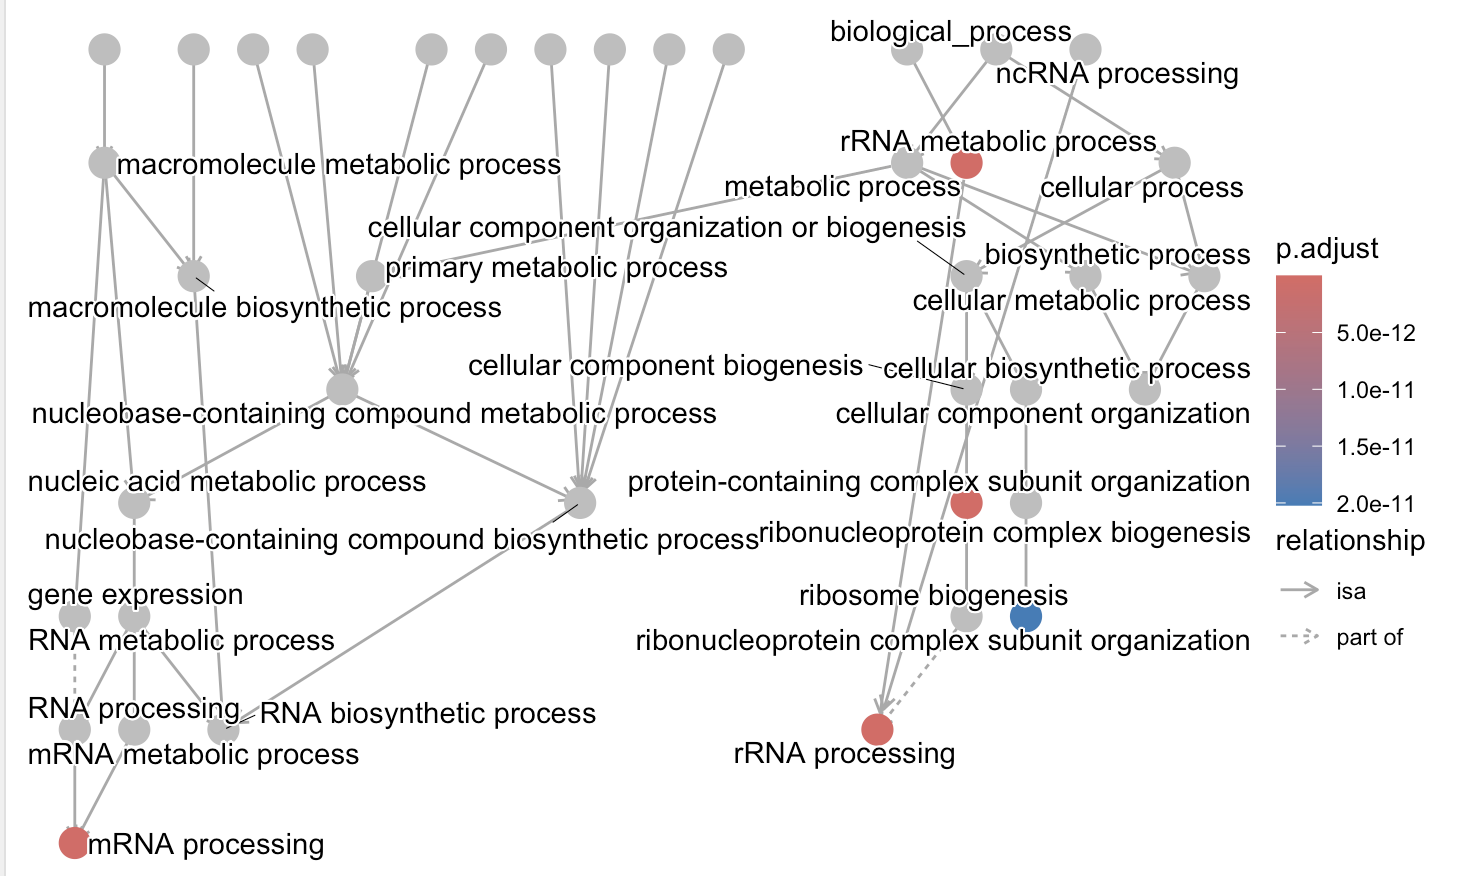 biological_process
ncRNA processing
rRNA metabolic process
macromolecule metabolic process
metabolic process
cellular process
cellular component organization or biogenesis
biosynthetic process
primary metabolic process
cellular metabolic process
macromolecule biosynthetic process
cellular component biogenesis
cellular biosynthetic process
nucleobase-containing compound metabolic process
cellular component organization
nucleic acid metabolic process
protein-containing complex subunit organization
nucleobase-containing compound biosynthetic process
ribonucleoprotein complex biogenesis
gene expression
ribosome biogenesis
RNA metabolic process
ribonucleoprotein complex subunit organization
RNA processing
RNA biosynthetic process
mRNA metabolic process
rRNA processing
mRNA processing
p.adjust
5.0e-12
1.0e-11
1.5e-11
2.0e-11
relationship
isa
part of